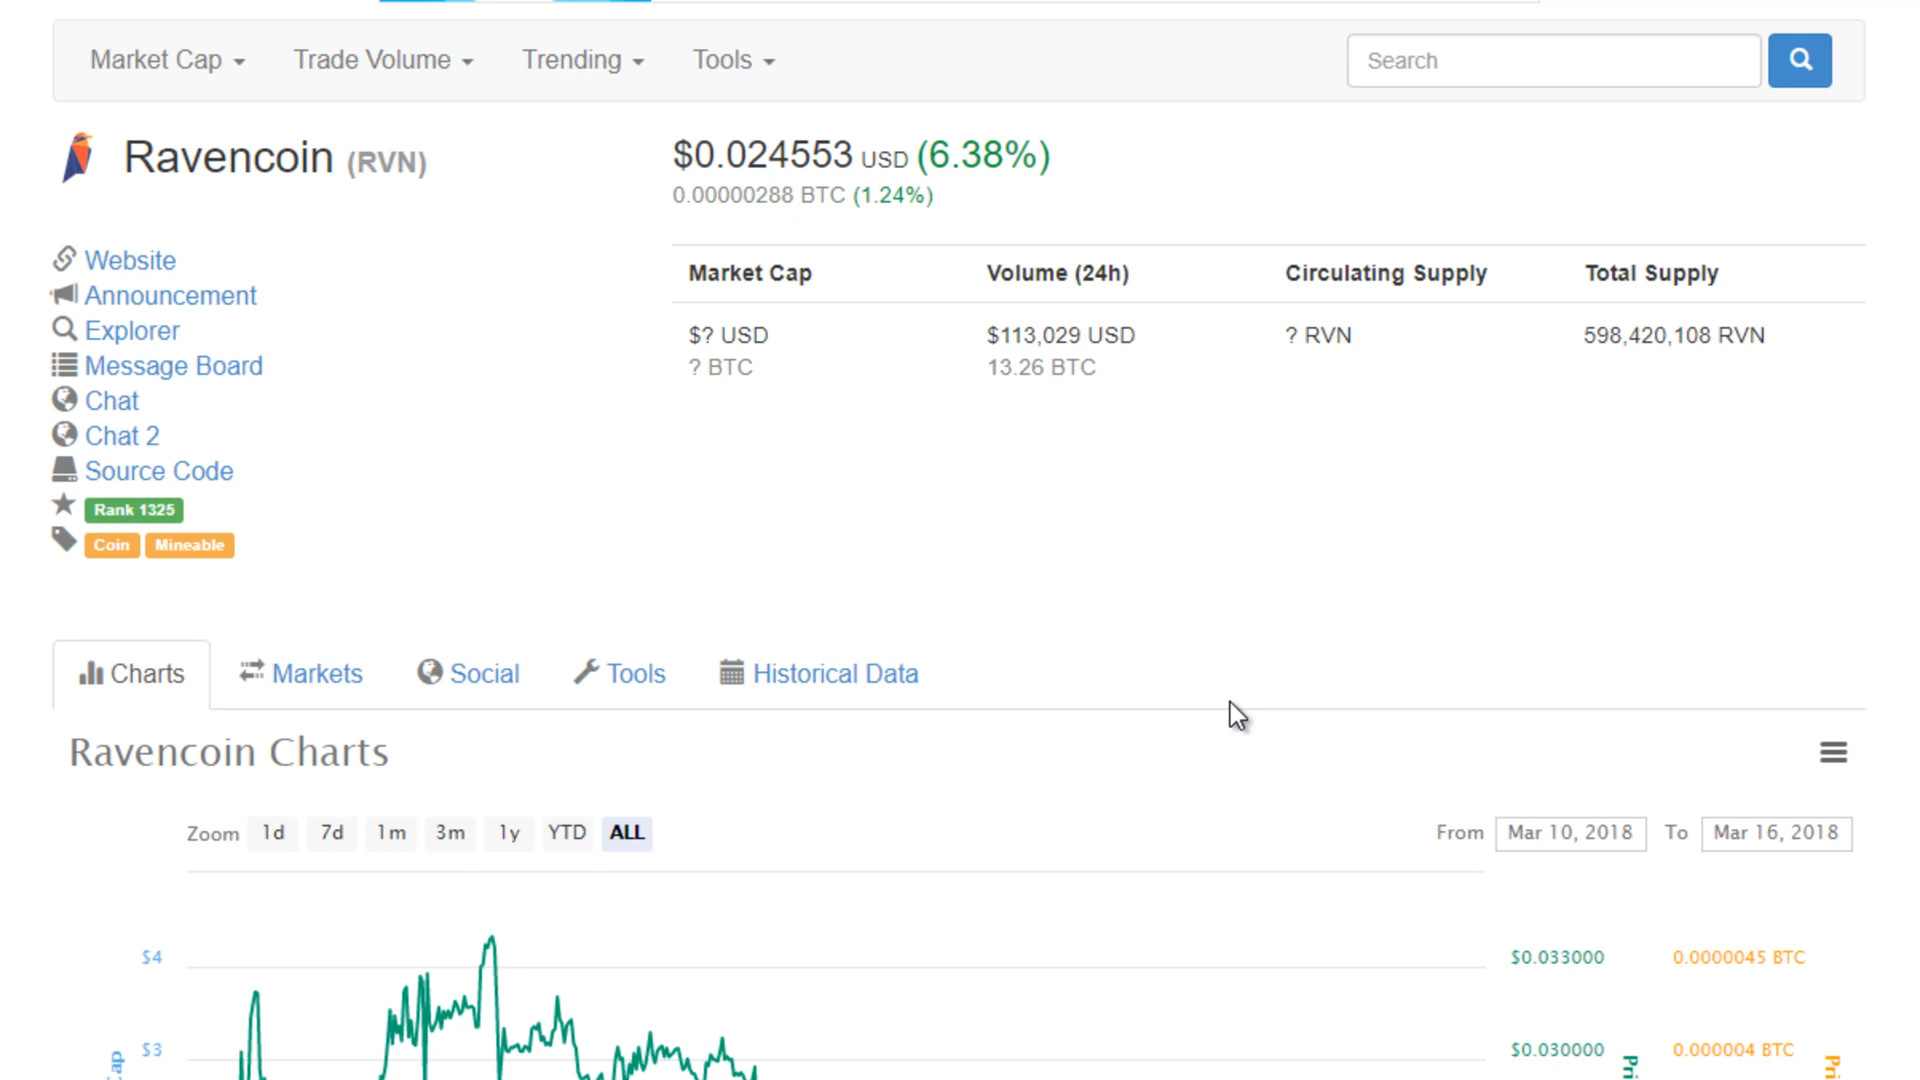 Market Cap Trade Volume Trending Tools Search
Ravencoin (RVN)
$0.024553 USD (6.38%)
0.00000288 BTC (1.24%)
Website
Announcement
Explorer
Message Board
Chat
Chat 2
Source Code
Rank 1325
Coin Mineable
Market Cap Volume (24h) Circulating Supply Total Supply
$? USD $113,029 USD ? RVN 598,420,108 RVN
? BTC 13.26 BTC
Charts Markets Social Tools Historical Data
Ravencoin Charts
Zoom 1d 7d 1m 3m 1y YTD ALL From Mar 10, 2018 To Mar 16, 2018
$4 $0.033000 0.0000045 BTC
$3 $0.030000 0.000004 BTC